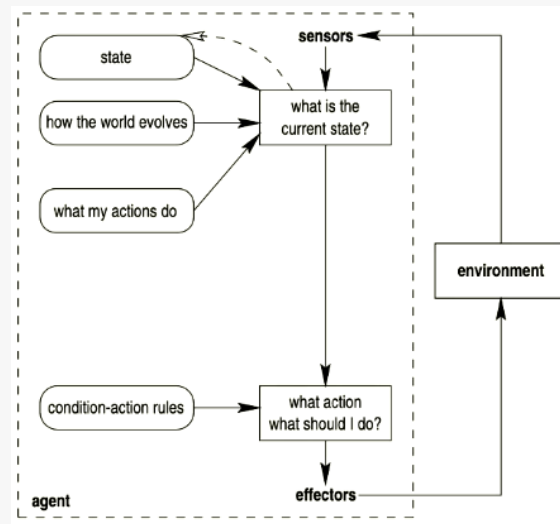 sensors
state
what is the
current state?
how the world evolves
what my actions do
environment
condition-action rules
what action
what should I do?
agent
effectors